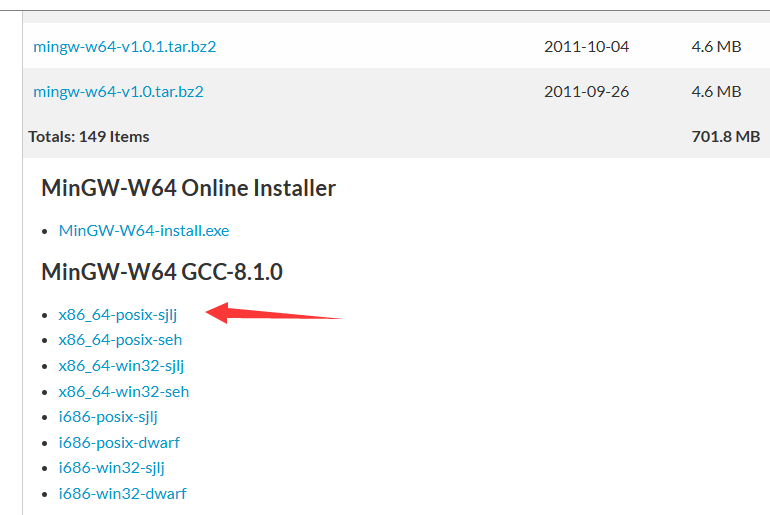 mingw-w64-v1.0.1.tar.bz2 2011-10-04 4.6 MB
mingw-w64-v1.0.tar.bz2 2011-09-26 4.6 MB
Totals: 149 Items 701.8 MB
MinGW-W64 Online Installer
MinGW-W64-install.exe
MinGW-W64 GCC-8.1.0
x86_64-posix-sjlj
x86_64-posix-seh
x86_64-win32-sjlj
x86_64-win32-seh
i686-posix-sjlj
i686-posix-dwarf
i686-win32-sjlj
i686-win32-dwarf